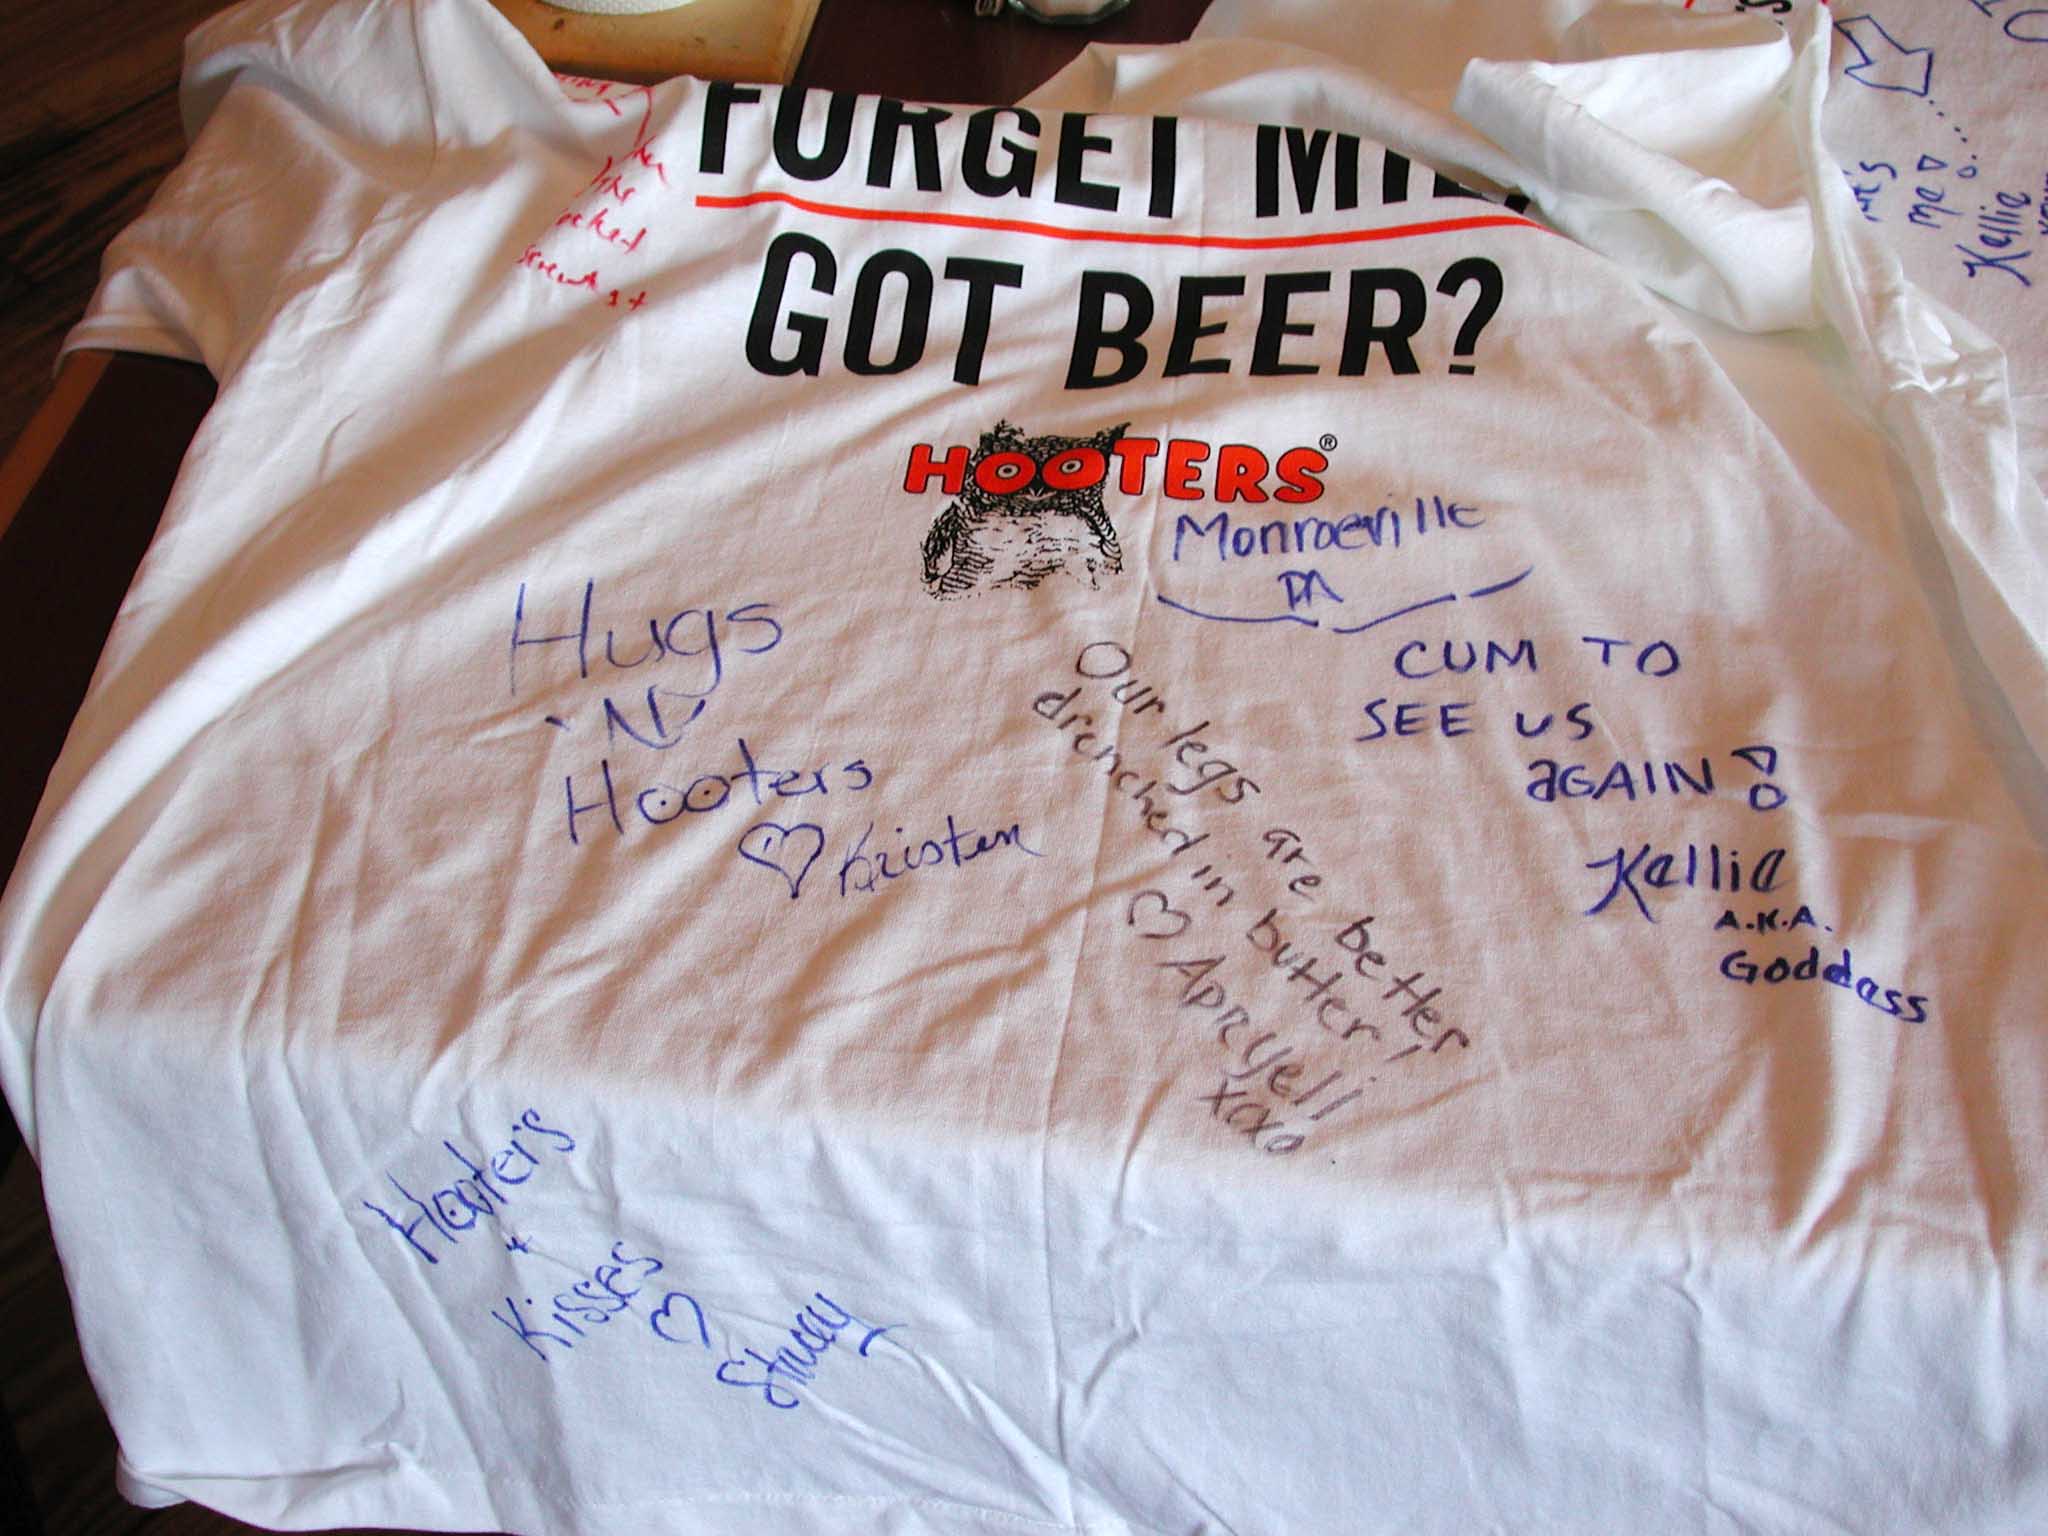 FORGET
GOT BEER?
HOOTERS®
Monroeville
PA
Hugs
'N'
Hooters
♡ Kristen
Our legs are better
drenched in butter!
♡ Apryell
xoxo
CUM TO
SEE US
AGAIN
Kellie
A.K.A.
Goddess
Hooters
+
Kisses
♡ Stacey
me
Kellie